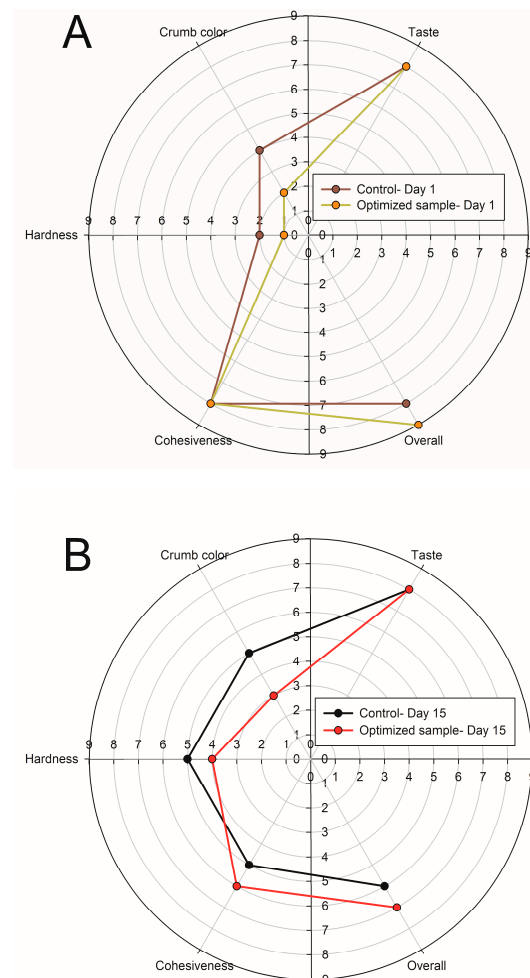 A
9
Crumb color
Taste
8
7
6
5
4
3
2
1
0
Control- Day 1
Optimized sample- Day 1
9 8 7 6 5 4 3 2 1 0
Hardness
0
0 1 2 3 4 5 6 7 8 9
1
2
3
4
5
6
7
8
9
Cohesiveness
Overall
B
9
Crumb color
Taste
8
7
6
5
4
3
2
1
0
Control- Day 15
Optimized sample- Day 15
9 8 7 6 5 4 3 2 1 0
Hardness
0
0 1 2 3 4 5 6 7 8 9
1
2
3
4
5
6
7
8
9
Cohesiveness
Overall